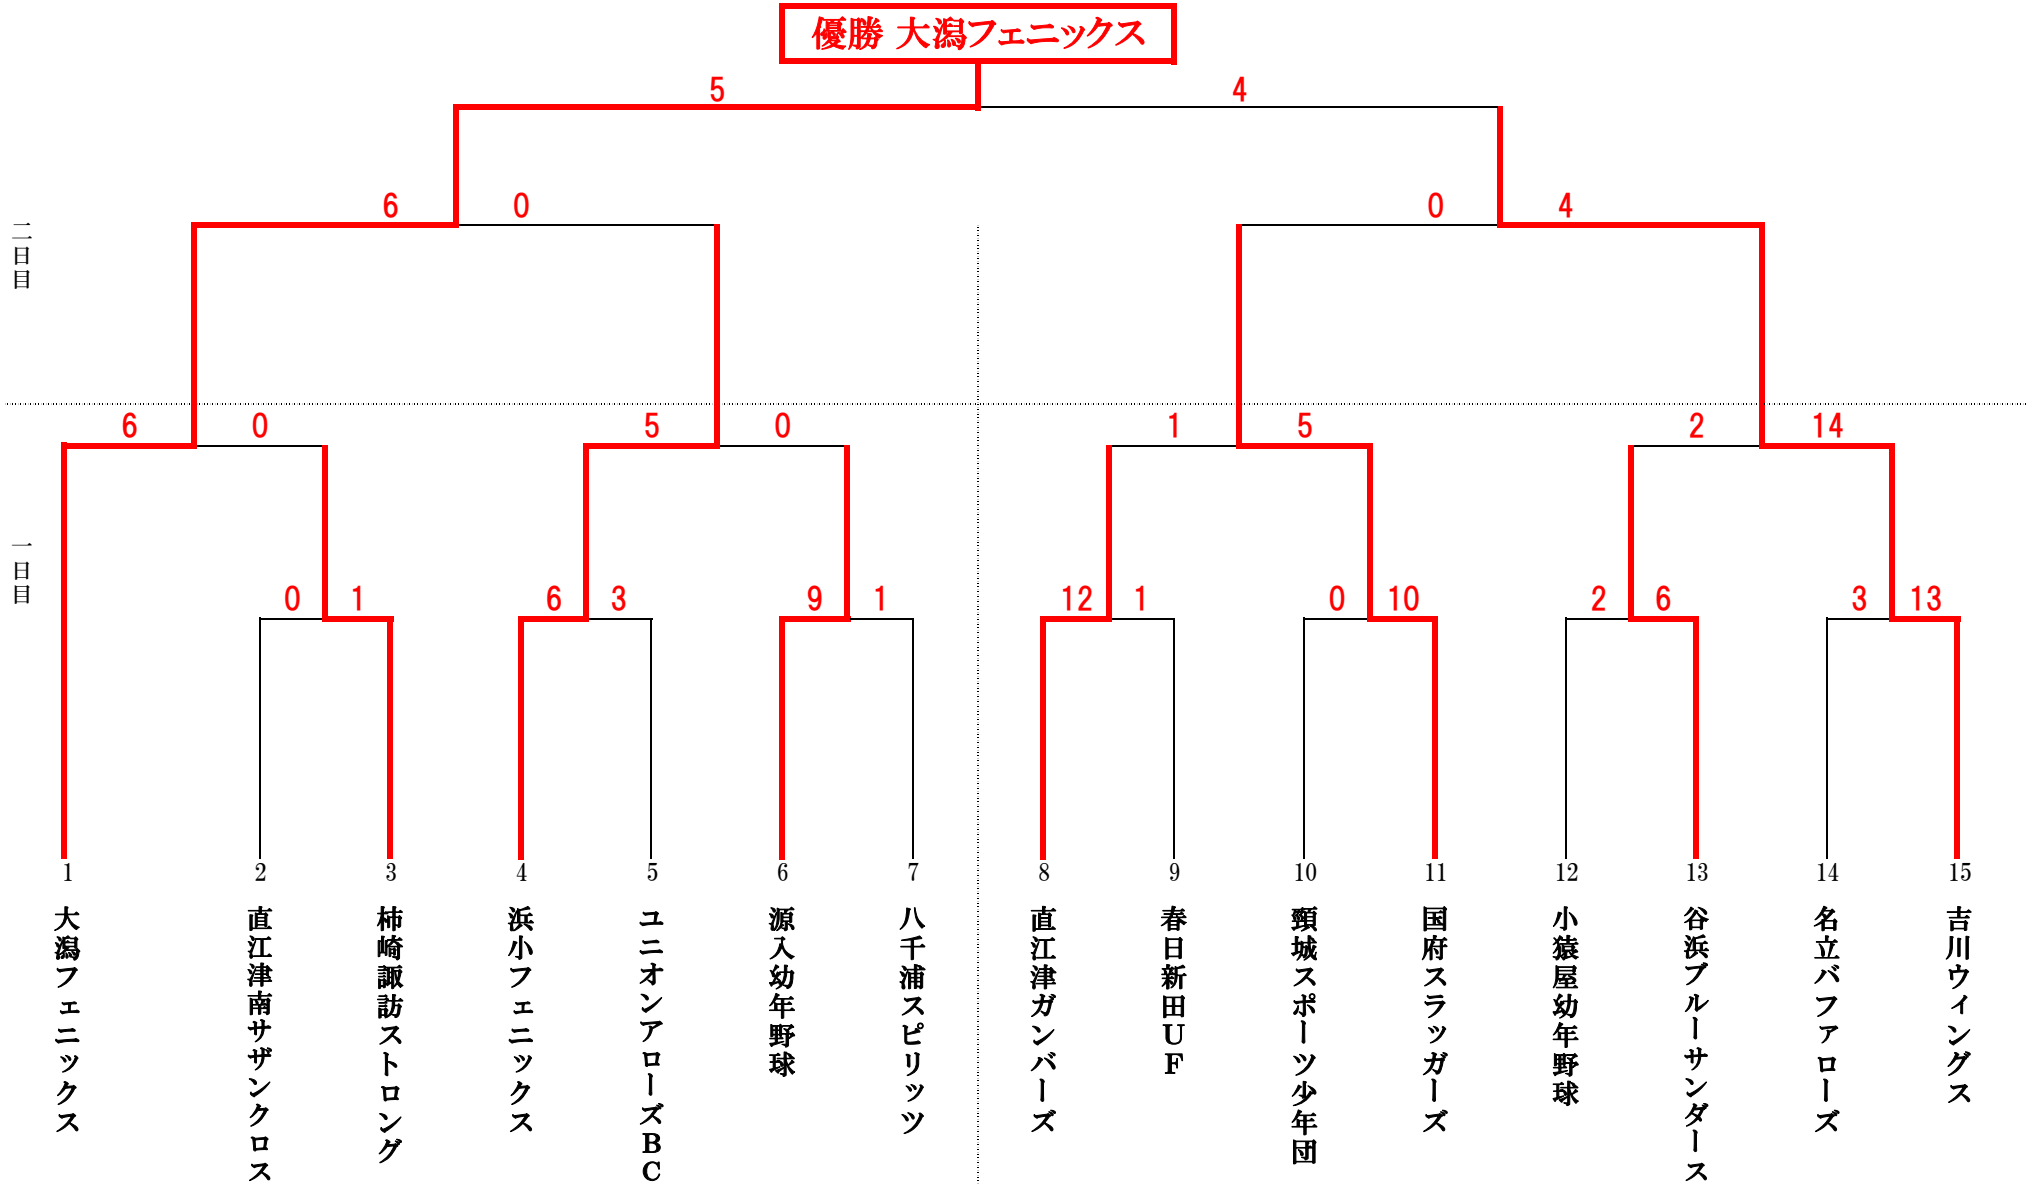 優勝 大潟フェニックス
5 4
6 0 0 4
二日目
6 0 5 0 1 5 2 14
一日目
0 1 6 3 9 1 12 1 0 10 2 6 3 13
1 2 3 4 5 6 7 8 9 10 11 12 13 14 15
大潟フェニックス
直江津南サザンクロス
柿崎諏訪ストロング
浜小フェニックス
ユニオンアローズBC
源入幼年野球
八千浦スピリッツ
直江津ガンバーズ
春日新田UF
頸城スポーツ少年団
国府スラッガーズ
小猿屋幼年野球
谷浜ブルーサンダース
名立バファローズ
吉川ウィングス